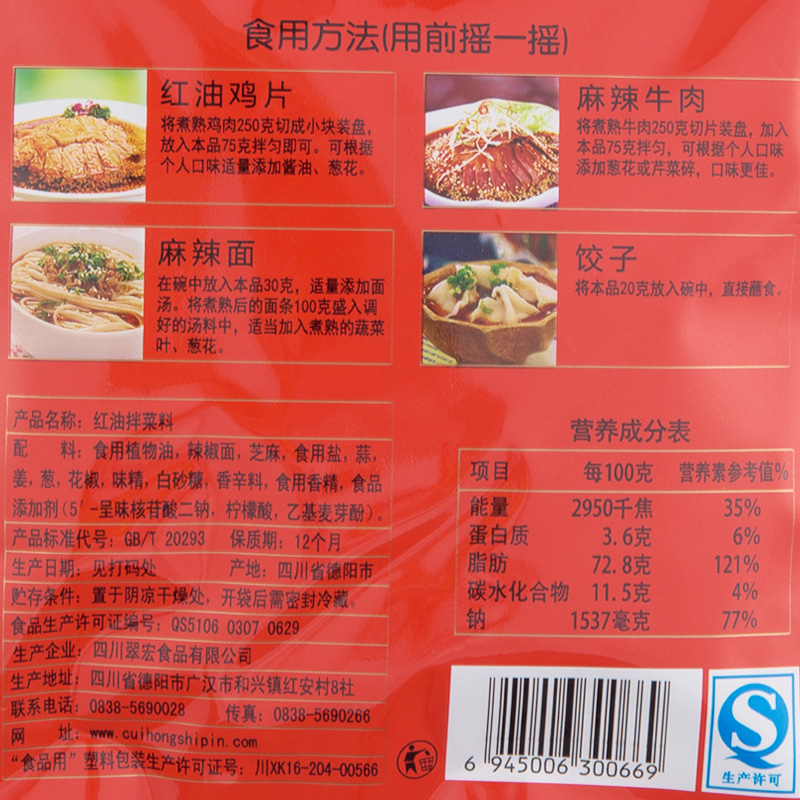 食用方法(用前摇一摇)
红油鸡片
将煮熟鸡肉250克切成小块装盘,
放入本品75克拌匀即可。可根据
个人口味适量添加酱油、葱花。
麻辣牛肉
将煮熟牛肉250克切片装盘,加入
本品75克拌匀,可根据个人口味
添加葱花或芹菜碎,口味更佳。
麻辣面
在碗中放入本品30克,适量添加面
汤。将煮熟后的面条100克盛入调
好的汤料中,适当加入煮熟的蔬菜
叶、葱花。
饺子
将本品20克放入碗中,直接蘸食。
产品名称:红油拌菜料
配 料:食用植物油,辣椒面,芝麻,食用盐,蒜,
姜,葱,花椒,味精,白砂糖,香辛料,食用香精,食品
添加剂(5′-呈味核苷酸二钠,柠檬酸,乙基麦芽酚)。
产品标准代号:GB/T 20293 保质期:12个月
生产日期:见打码处 产地:四川省德阳市
贮存条件:置于阴凉干燥处,开袋后需密封冷藏。
食品生产许可证编号:QS5106 0307 0629
生产企业:四川翠宏食品有限公司
生产地址:四川省德阳市广汉市和兴镇红安村8社
联系电话:0838-5690028 传真:0838-5690266
网 址:www.cuihongshipin.com
“食品用”塑料包装生产许可证号:川XK16-204-00566
营养成分表
项目 每100克 营养素参考值%
能量 2950千焦 35%
蛋白质 3.6克 6%
脂肪 72.8克 121%
碳水化合物 11.5克 4%
钠 1537毫克 77%
6 945006 300669
生产许可